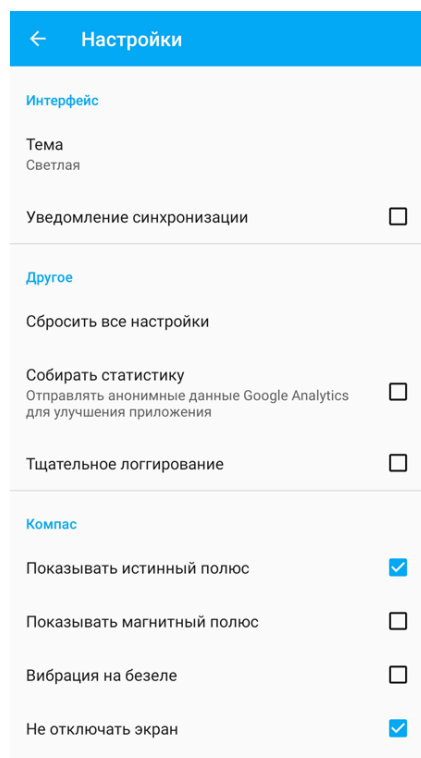 Настройки
Интерфейс
Тема
Светлая
Уведомление синхронизации
Другое
Сбросить все настройки
Собирать статистику
Отправлять анонимные данные Google Analytics
для улучшения приложения
Тщательное логгирование
Компас
Показывать истинный полюс
Показывать магнитный полюс
Вибрация на безеле
Не отключать экран